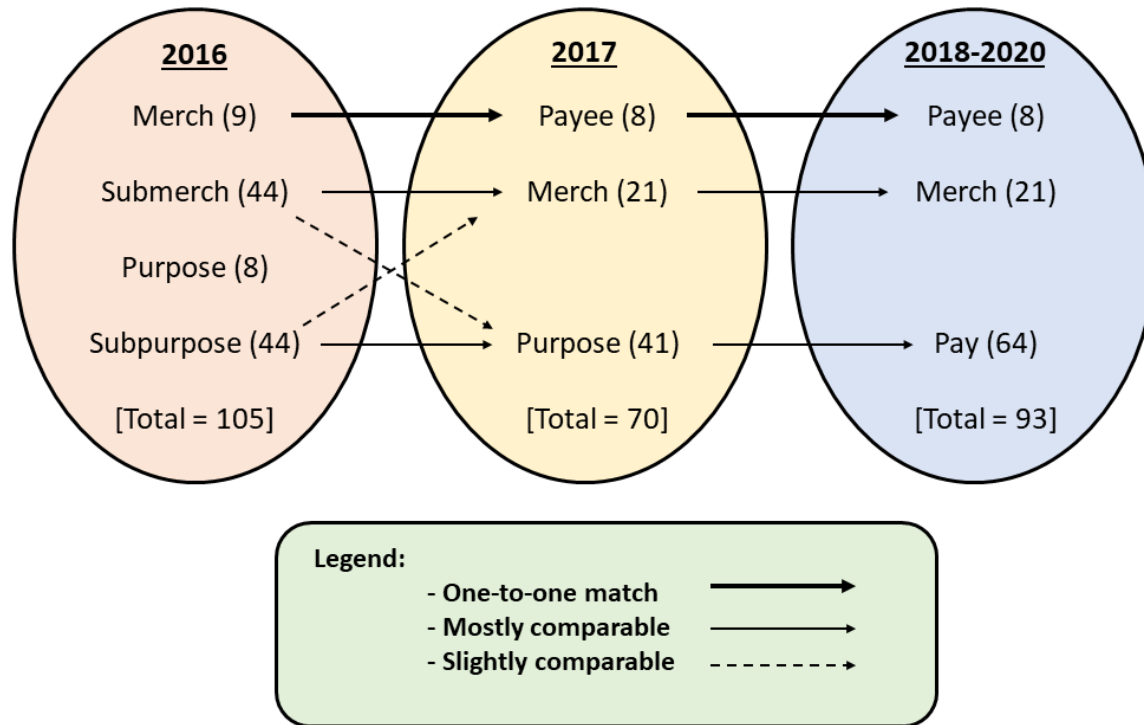 2016
Merch (9)
Submerch (44)
Purpose (8)
Subpurpose (44)
[Total = 105]
2017
Payee (8)
Merch (21)
Purpose (41)
[Total = 70]
2018-2020
Payee (8)
Merch (21)
Pay (64)
[Total = 93]
Legend:
- One-to-one match
- Mostly comparable
- Slightly comparable